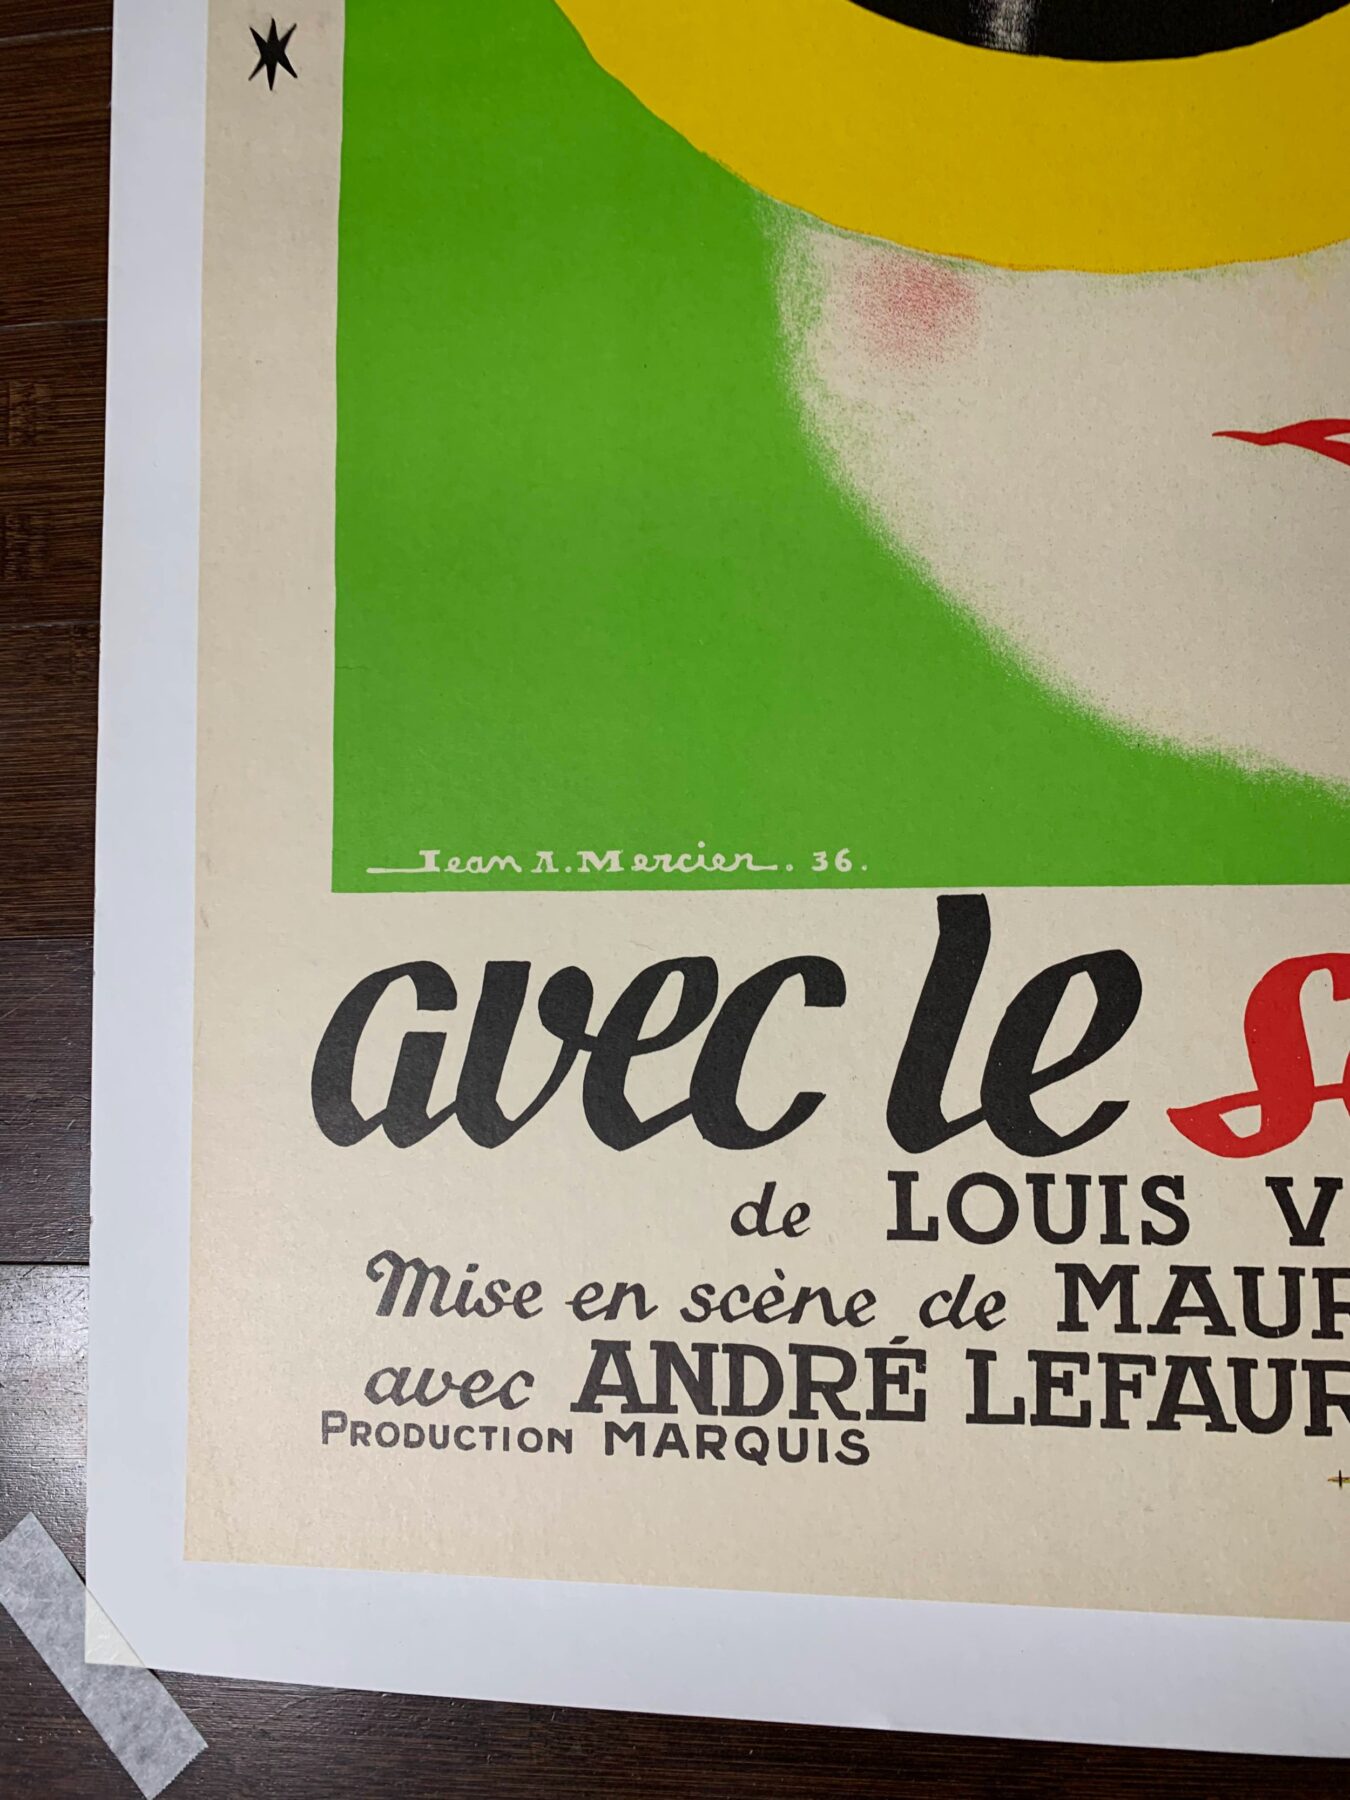 Jean A. Mercier. 36.
avec le
de LOUIS V
Mise en scène de MAUR
avec ANDRÉ LEFAUR
PRODUCTION MARQUIS